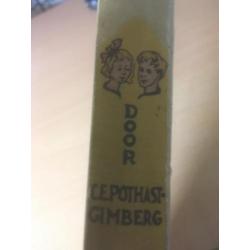 DOOR
C.E. POTHAST-
GIMBERG